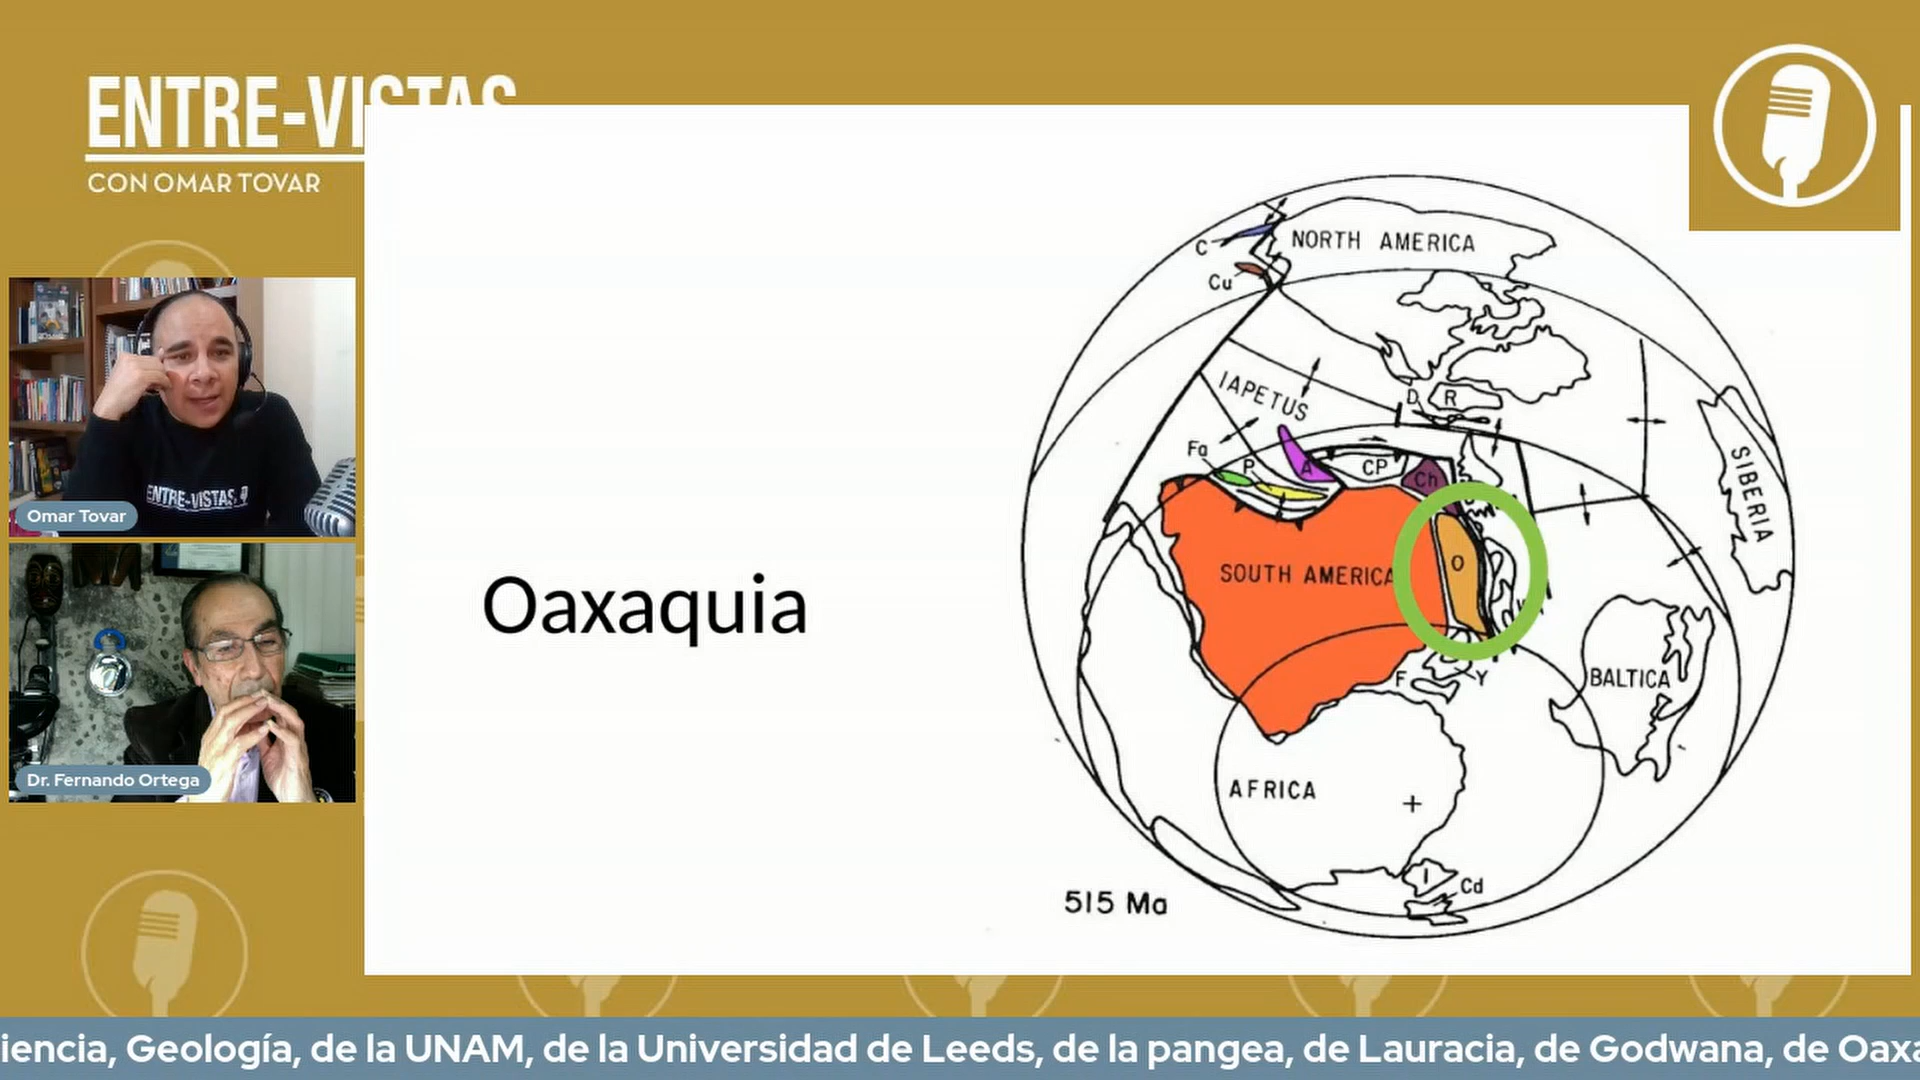 ENTRE-VISTAS
CON OMAR TOVAR
Omar Tovar
ENTRE-VISTAS
Dr. Fernando Ortega
Oaxaquia
C
NORTH AMERICA
Cu
IAPETUS
D
R
Fa
P
A
CP
Ch
SIBERIA
SOUTH AMERICA
O
BALTICA
F
Y
AFRICA
I
Cd
515 Ma
iencia, Geología, de la UNAM, de la Universidad de Leeds, de la pangea, de Lauracia, de Godwana, de Oaxa